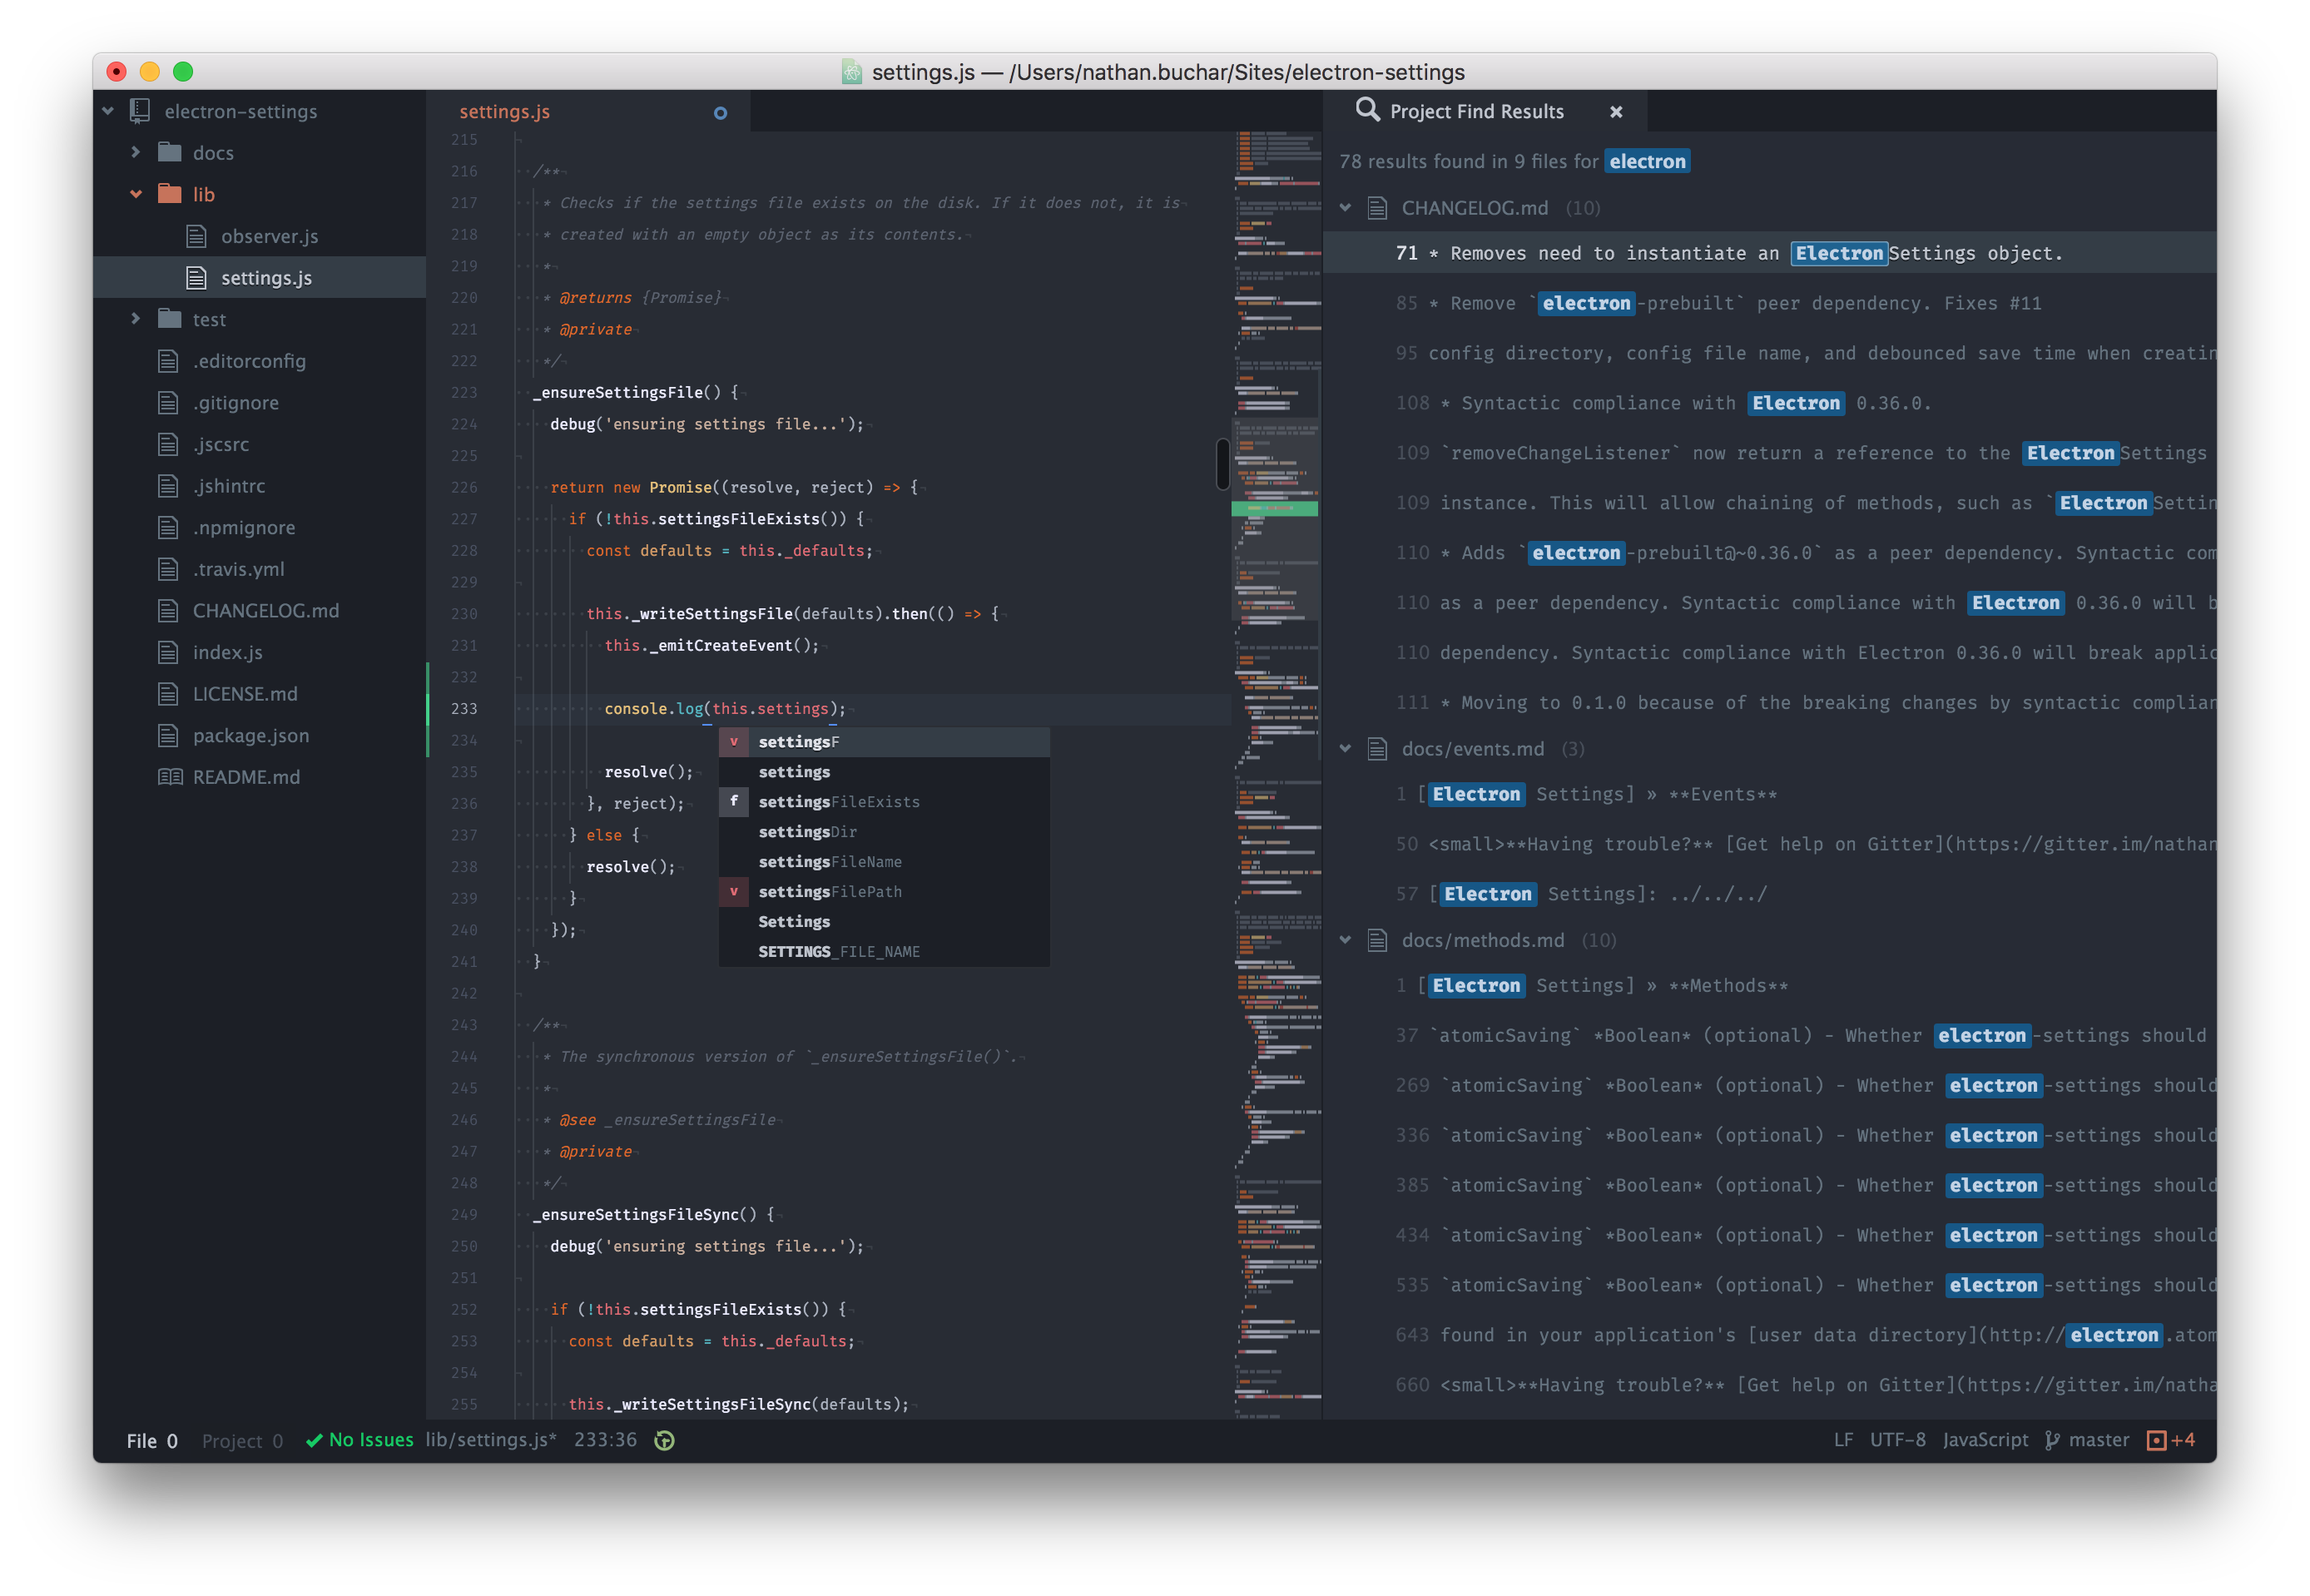 settings.js — /Users/nathan.buchar/Sites/electron-settings
electron-settings
docs
lib
observer.js
settings.js
test
.editorconfig
.gitignore
.jscsrc
.jshintrc
.npmignore
.travis.yml
CHANGELOG.md
index.js
LICENSE.md
package.json
README.md
settings.js
215
216 /**
217 * Checks if the settings file exists on the disk. If it does not, it is
218 * created with an empty object as its contents.
219 *
220 * @returns {Promise}
221 * @private
222 */
223 _ensureSettingsFile() {
224 debug('ensuring settings file...');
225
226 return new Promise((resolve, reject) => {
227 if (!this.settingsFileExists()) {
228 const defaults = this._defaults;
229
230 this._writeSettingsFile(defaults).then(() => {
231 this._emitCreateEvent();
232
233 console.log(this.settings);
234
235 resolve();
236 }, reject);
237 } else {
238 resolve();
239 }
240 });
241 }
242
243 /**
244 * The synchronous version of `_ensureSettingsFile()`.
245 *
246 * @see _ensureSettingsFile
247 * @private
248 */
249 _ensureSettingsFileSync() {
250 debug('ensuring settings file...');
251
252 if (!this.settingsFileExists()) {
253 const defaults = this._defaults;
254
255 this._writeSettingsFileSync(defaults);
v settingsF
settings
f settingsFileExists
settingsDir
settingsFileName
v settingsFilePath
Settings
SETTINGS_FILE_NAME
Project Find Results
78 results found in 9 files for electron
CHANGELOG.md (10)
71 * Removes need to instantiate an ElectronSettings object.
85 * Remove `electron-prebuilt` peer dependency. Fixes #11
95 config directory, config file name, and debounced save time when creatin
108 * Syntactic compliance with Electron 0.36.0.
109 `removeChangeListener` now return a reference to the ElectronSettings
109 instance. This will allow chaining of methods, such as `ElectronSettin
110 * Adds `electron-prebuilt@~0.36.0` as a peer dependency. Syntactic com
110 as a peer dependency. Syntactic compliance with Electron 0.36.0 will b
110 dependency. Syntactic compliance with Electron 0.36.0 will break applic
111 * Moving to 0.1.0 because of the breaking changes by syntactic complian
docs/events.md (3)
1 [Electron Settings] » **Events**
50 <small>**Having trouble?** [Get help on Gitter](https://gitter.im/nathan
57 [Electron Settings]: ../../../
docs/methods.md (10)
1 [Electron Settings] » **Methods**
37 `atomicSaving` *Boolean* (optional) - Whether electron-settings should
269 `atomicSaving` *Boolean* (optional) - Whether electron-settings should
336 `atomicSaving` *Boolean* (optional) - Whether electron-settings should
385 `atomicSaving` *Boolean* (optional) - Whether electron-settings should
434 `atomicSaving` *Boolean* (optional) - Whether electron-settings should
535 `atomicSaving` *Boolean* (optional) - Whether electron-settings should
643 found in your application's [user data directory](http://electron.atom
660 <small>**Having trouble?** [Get help on Gitter](https://gitter.im/natha
File 0 Project 0 No Issues lib/settings.js* 233:36 LF UTF-8 JavaScript master +4